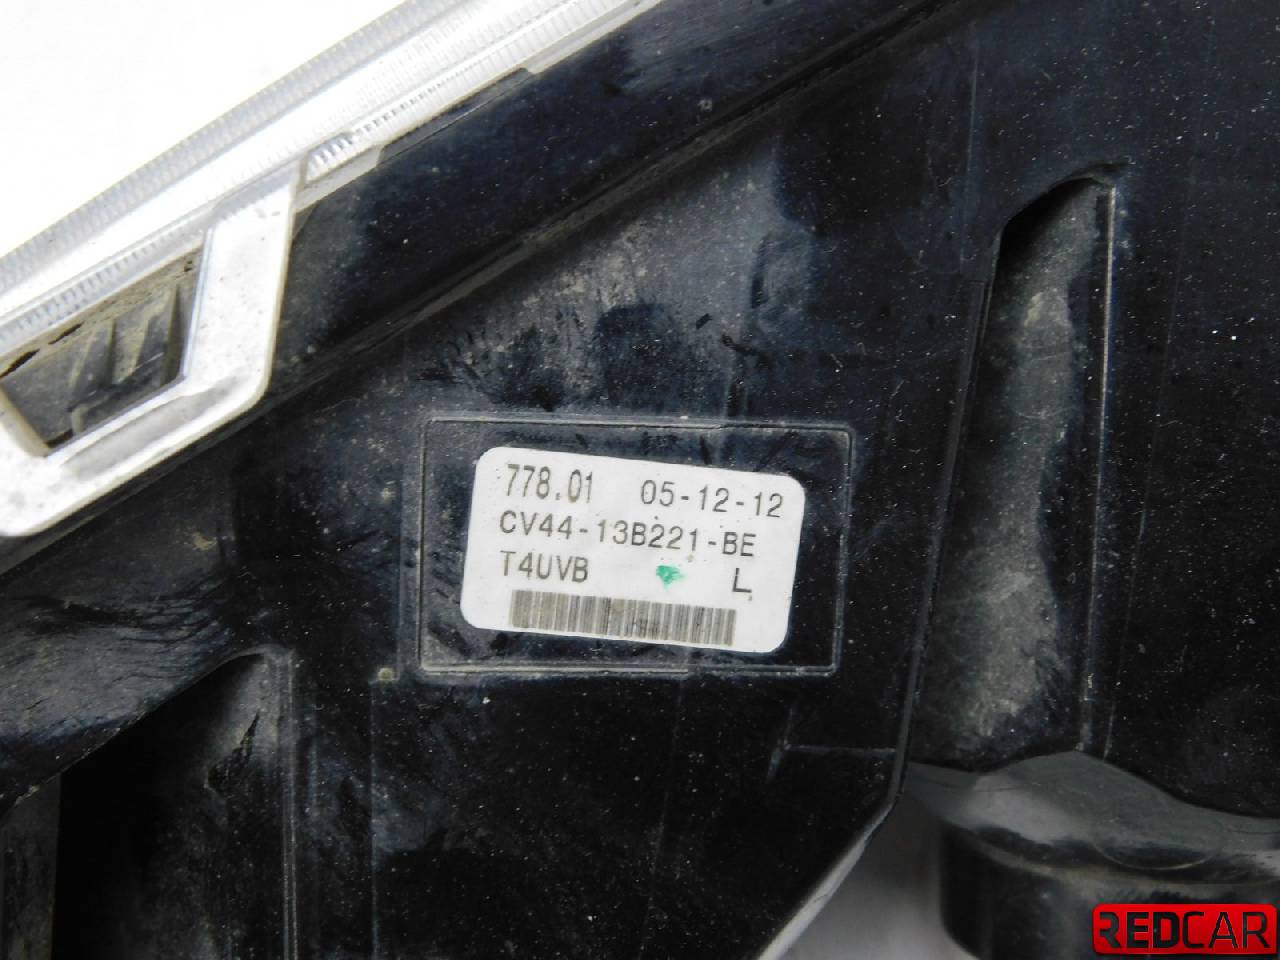 778.01 05-12-12
CV44-13B221-BE
T4UVB L
REDCAR